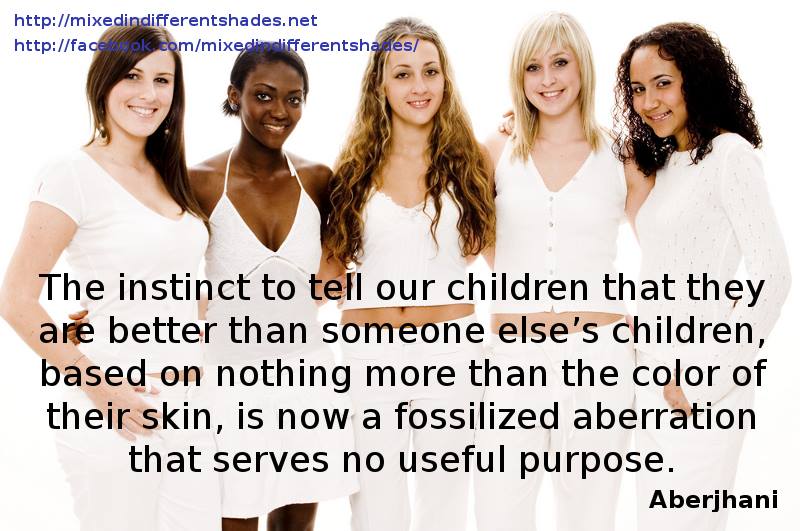 http://mixedindifferentshades.net
http://facebook.com/mixedindifferentshades/
The instinct to tell our children that they
are better than someone else’s children,
based on nothing more than the color of
their skin, is now a fossilized aberration
that serves no useful purpose.
Aberjhani